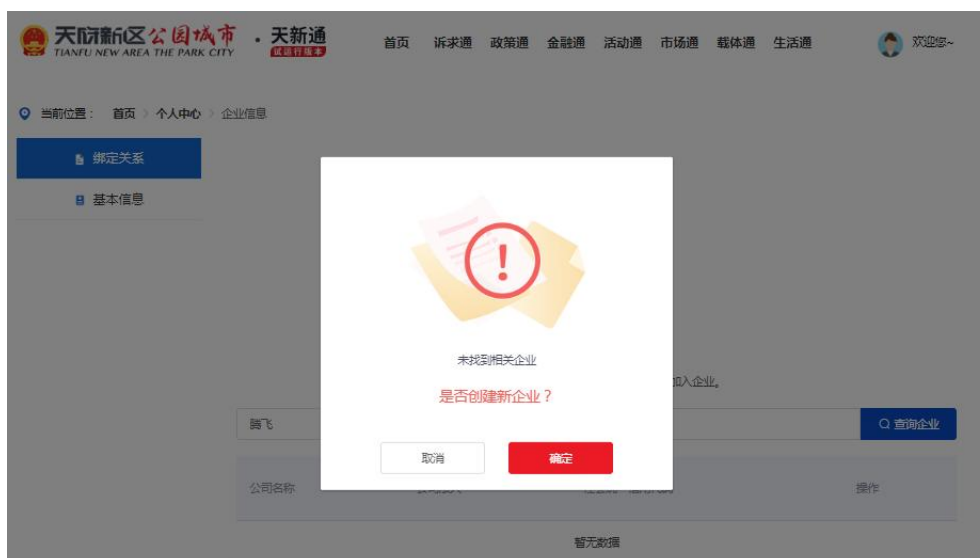 天府新区公园城市 · 天新通
TIANFU NEW AREA THE PARK CITY 试运行版本
首页 诉求通 政策通 金融通 活动通 市场通 载体通 生活通 欢迎您~
当前位置： 首页 > 个人中心 > 企业信息
绑定关系
基本信息
未找到相关企业
加入企业。
是否创建新企业？
腾飞
查询企业
取消 确定
公司名称
操作
暂无数据